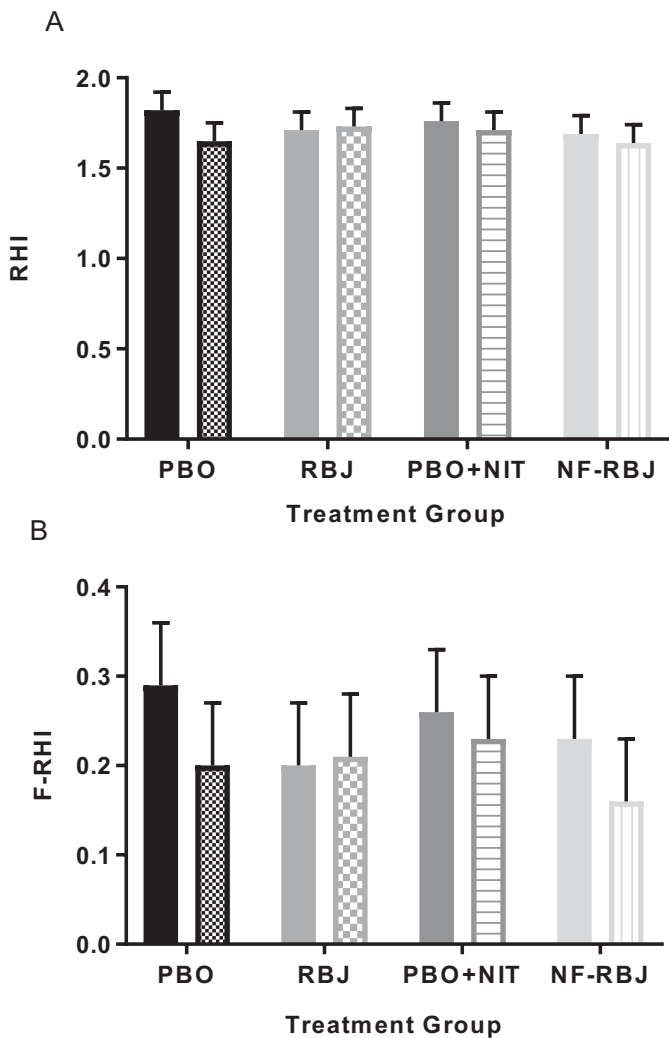 A
RHI
2.0
1.5
1.0
0.5
0.0
PBO RBJ PBO+NIT NF-RBJ
Treatment Group
B
F-RHI
0.4
0.3
0.2
0.1
0.0
PBO RBJ PBO+NIT NF-RBJ
Treatment Group